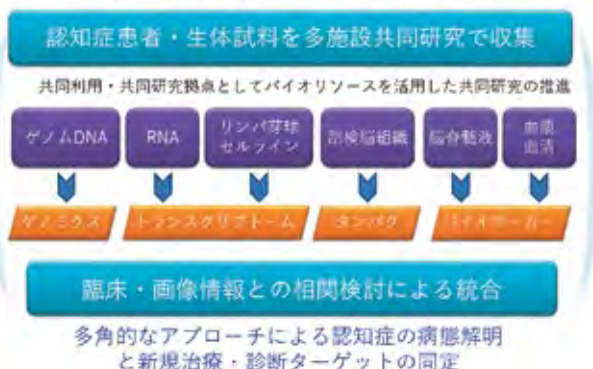 認知症患者・生体試料を多施設共同研究で収集
共同利用・共同研究拠点としてバイオリソースを活用した共同研究の推進
ゲノムDNA
RNA
リンパ芽球
セルライン
剖検脳組織
脳脊髄液
血漿
血清
ゲノミクス
トランスクリプトーム
タンパク
バイオマーカー
臨床・画像情報との相関検討による統合
多角的なアプローチによる認知症の病態解明
と新規治療・診断ターゲットの同定